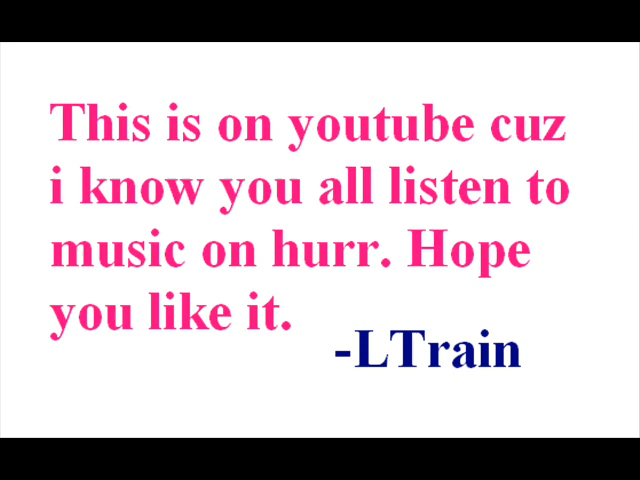 This is on youtube cuz
i know you all listen to
music on hurr. Hope
you like it.
-LTrain